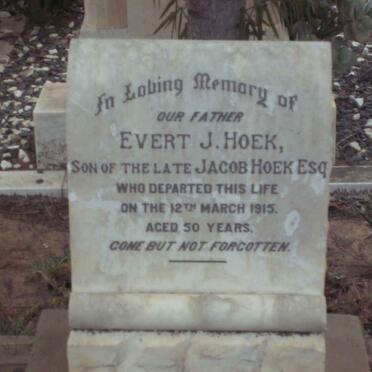 In Loving Memory of
OUR FATHER
EVERT J. HOEK,
SON OF THE LATE JACOB HOEK ESQ
WHO DEPARTED THIS LIFE
ON THE 12TH MARCH 1915.
AGED 50 YEARS.
GONE BUT NOT FORGOTTEN.